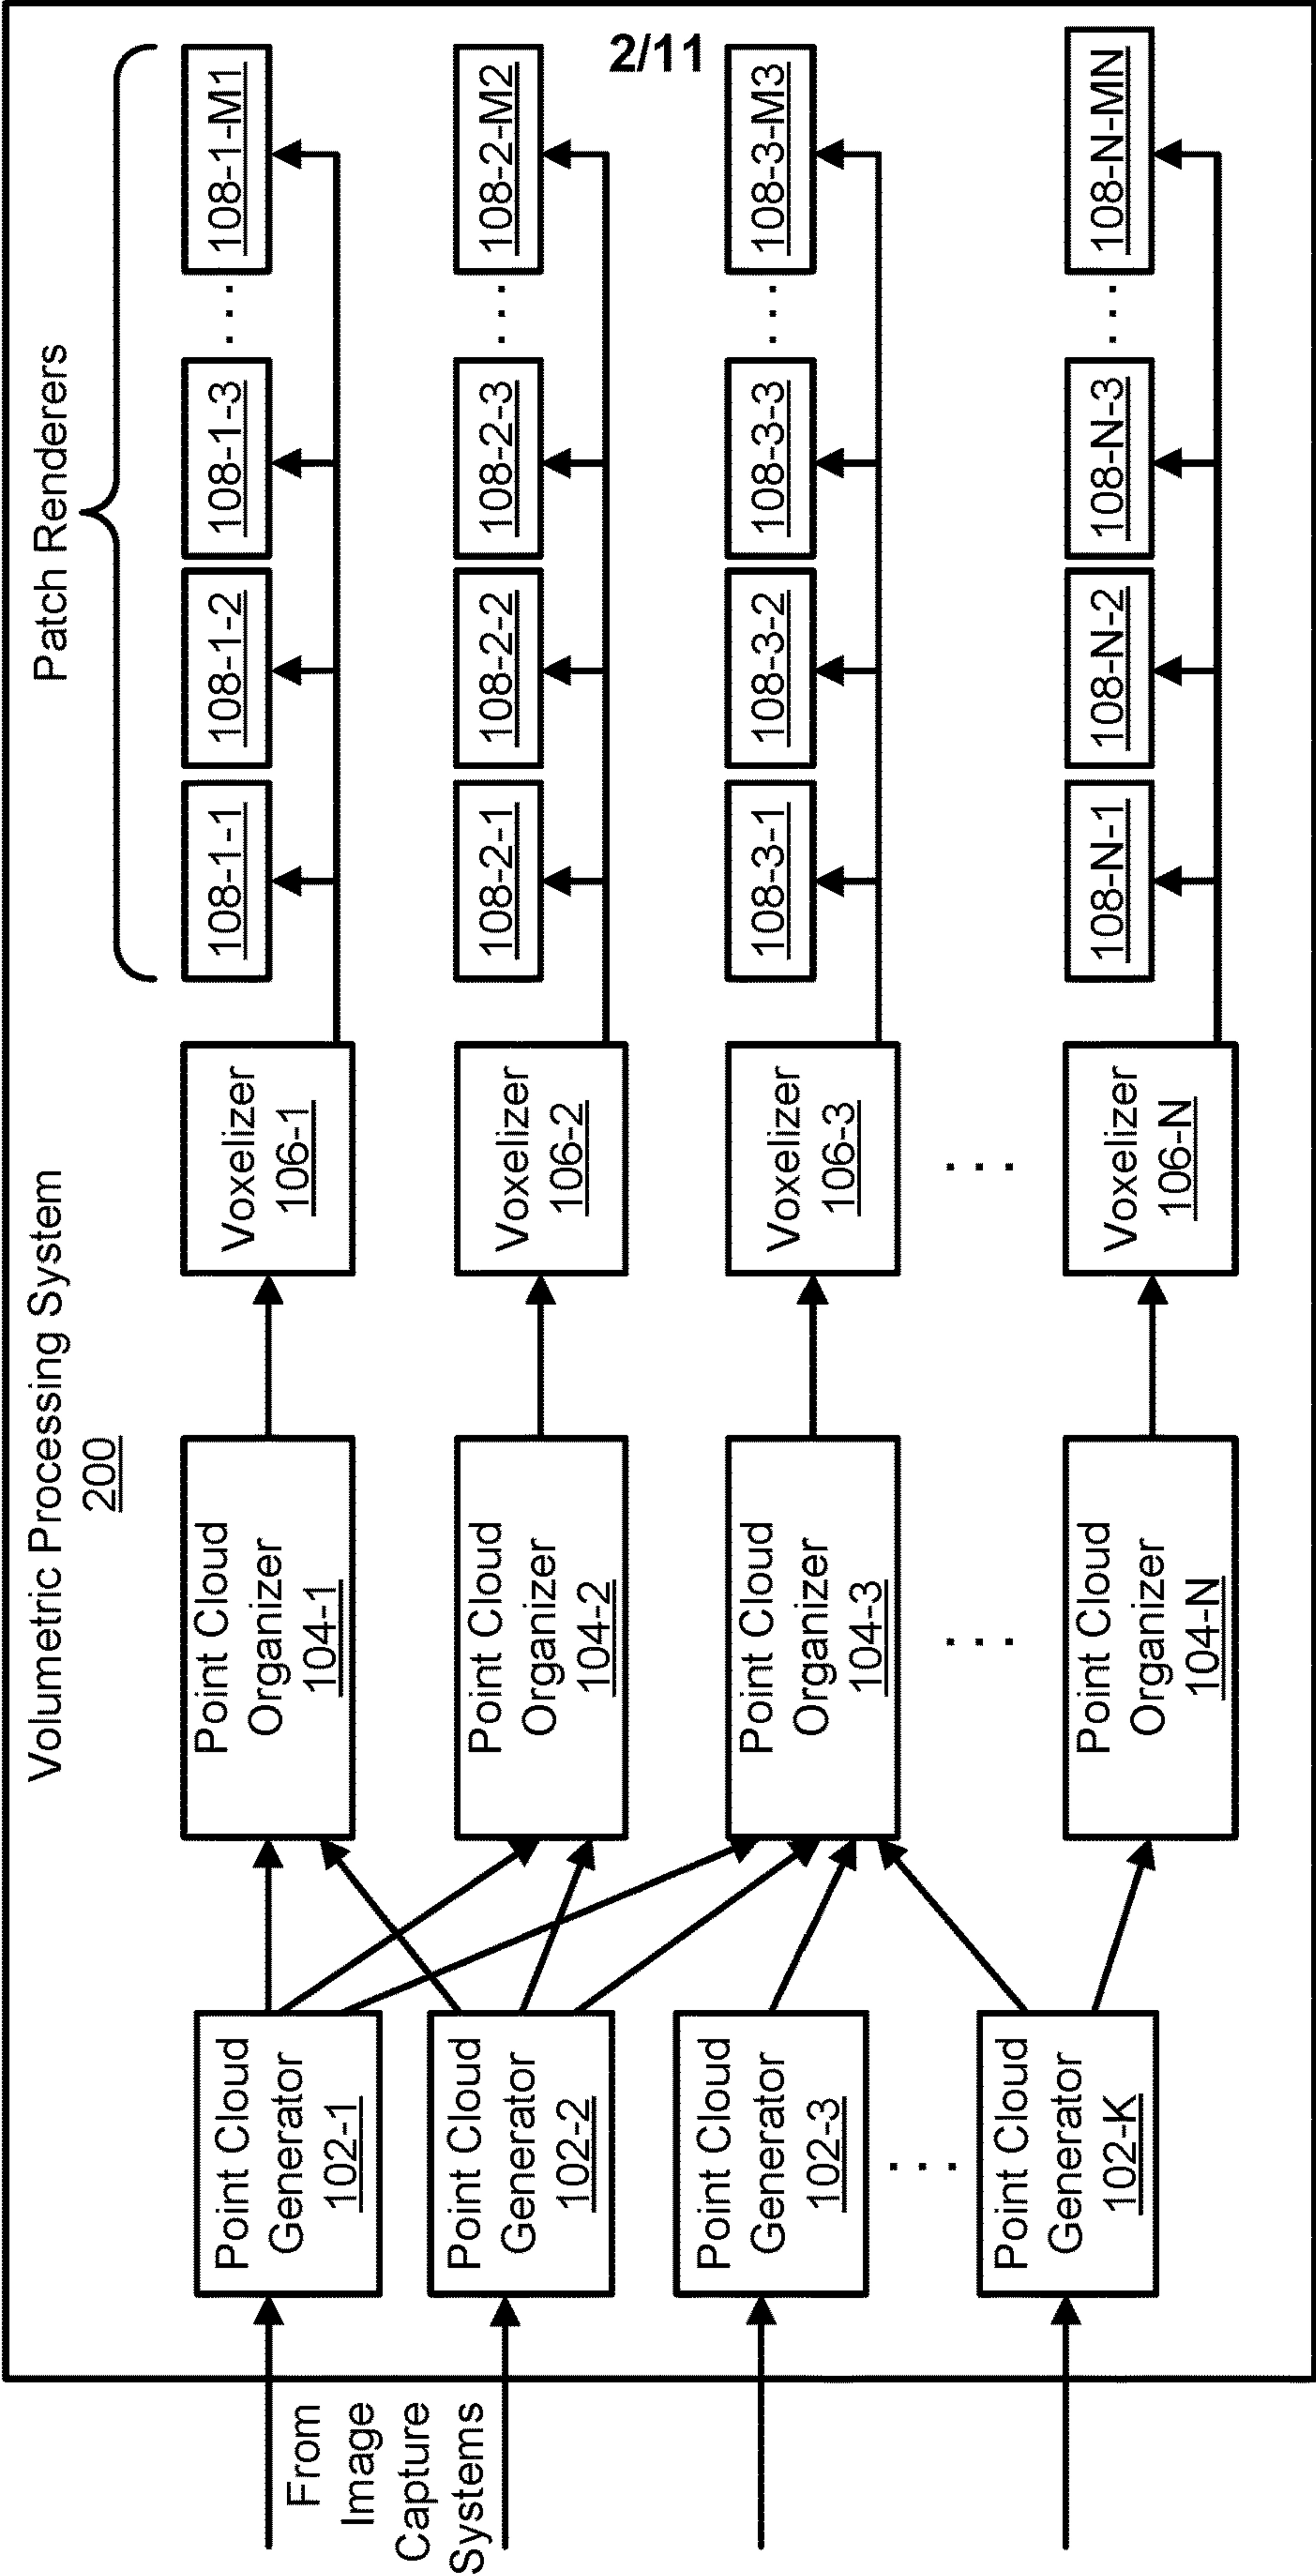 2/11
Volumetric Processing System
200
Patch Renderers
From
Image
Capture
Systems
Point Cloud
Generator
102-1
Point Cloud
Organizer
104-1
Voxelizer
106-1
108-1-1
108-1-2
108-1-3
. . .
108-1-M1
Point Cloud
Generator
102-2
Point Cloud
Organizer
104-2
Voxelizer
106-2
108-2-1
108-2-2
108-2-3
. . .
108-2-M2
Point Cloud
Generator
102-3
Point Cloud
Organizer
104-3
Voxelizer
106-3
108-3-1
108-3-2
108-3-3
. . .
108-3-M3
. . .
. . .
. . .
Point Cloud
Generator
102-K
Point Cloud
Organizer
104-N
Voxelizer
106-N
108-N-1
108-N-2
108-N-3
. . .
108-N-MN